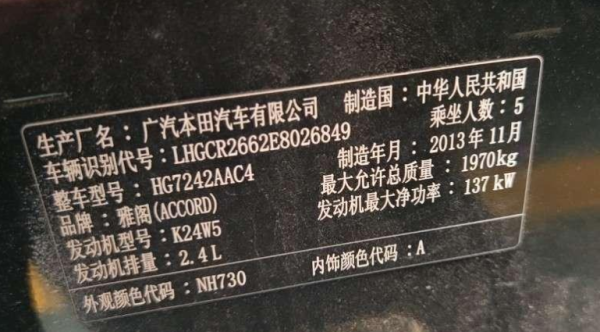 生产厂名：广汽本田汽车有限公司 制造国：中华人民共和国
车辆识别代号：LHGCR2662E8026849 乘坐人数：5
整车型号：HG7242AAC4 制造年月：2013年11月
品牌：雅阁(ACCORD) 最大允许总质量：1970kg
发动机型号：K24W5 发动机最大净功率：137kW
发动机排量：2.4L
外观颜色代码：NH730 内饰颜色代码：A